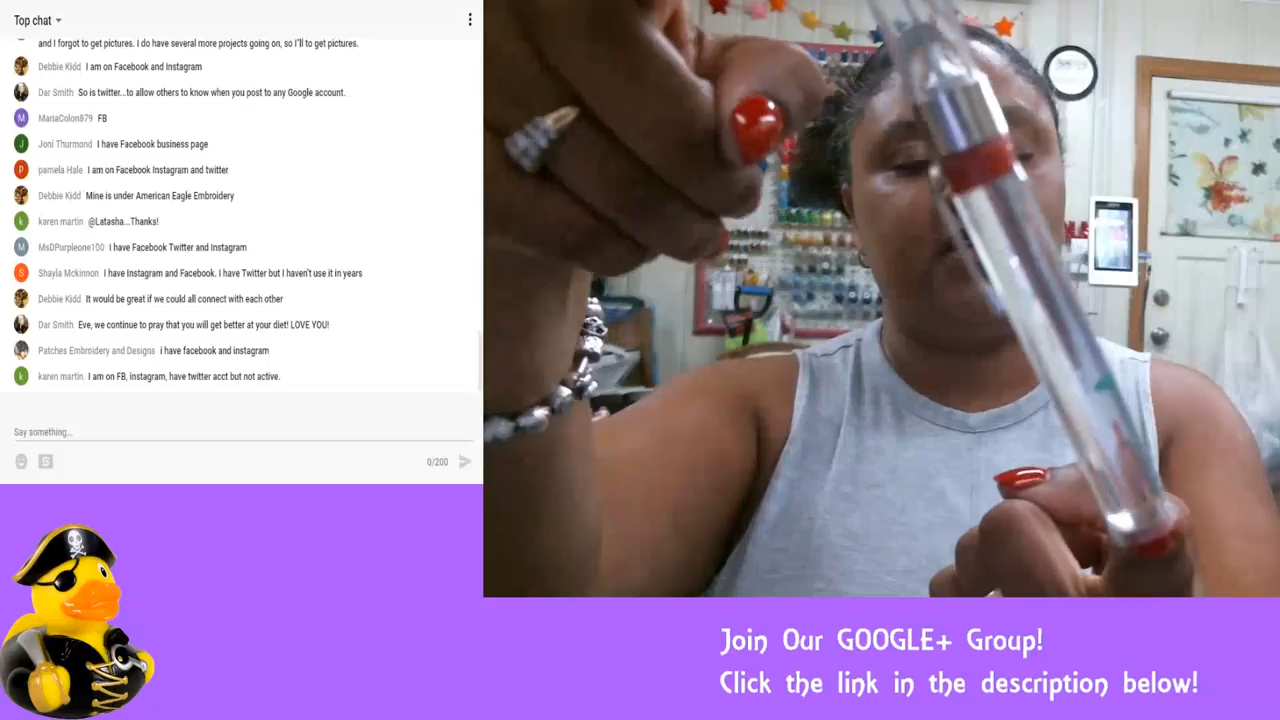 Top chat
and I forgot to get pictures. I do have several more projects going on, so I'll to get pictures.
Debbie Kidd I am on Facebook and Instagram
Dar Smith So is twitter...to allow others to know when you post to any Google account.
M MariaColon879 FB
J Joni Thurmond I have Facebook business page
P pamela Hale I am on Facebook Instagram and twitter
Debbie Kidd Mine is under American Eagle Embroidery
k karen martin @Latasha...Thanks!
M MsDPurpleone100 I have Facebook Twitter and Instagram
S Shayla Mckinnon I have Instagram and Facebook. I have Twitter but I haven't use it in years
Debbie Kidd It would be great if we could all connect with each other
Dar Smith Eve, we continue to pray that you will get better at your diet! LOVE YOU!
Patches Embroidery and Designs i have facebook and instagram
k karen martin I am on FB, instagram, have twitter acct but not active.
Say something...
0/200
Join Our GOOGLE+ Group!
Click the link in the description below!